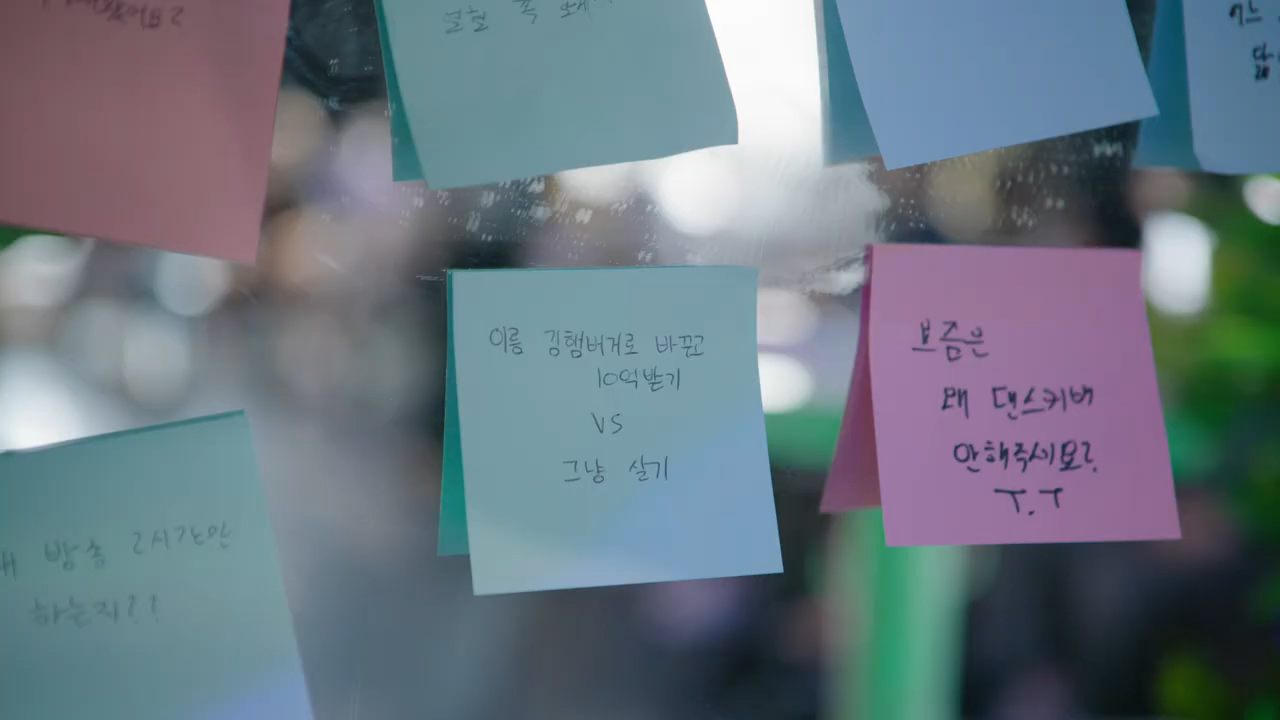 이름 김햄버거로 바꾸고
10억받기
VS
그냥 살기
요즘은
왜 댄스커버
안해주시요?
T.T
방송 2시간만
하는지??